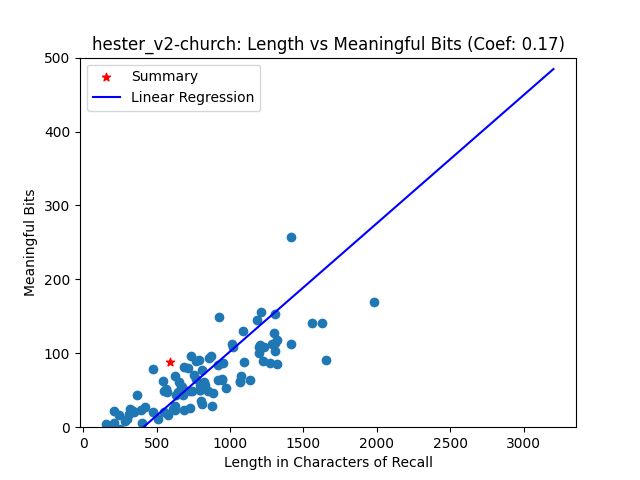 hester_v2-church: Length vs Meaningful Bits (Coef: 0.17)
Summary
Linear Regression
500
400
300
200
100
0
Meaningful Bits
0 500 1000 1500 2000 2500 3000
Length in Characters of Recall